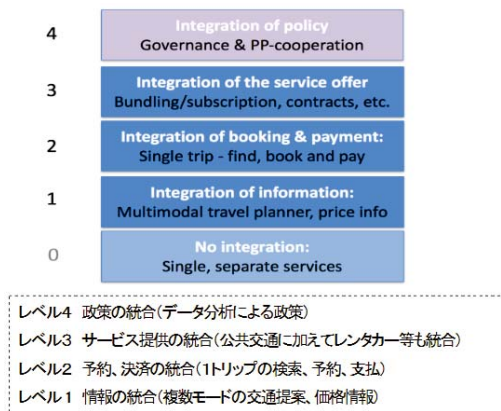 4
Integration of policy
Governance & PP-cooperation
3
Integration of the service offer
Bundling/subscription, contracts, etc.
2
Integration of booking & payment:
Single trip - find, book and pay
1
Integration of information:
Multimodal travel planner, price info
0
No integration:
Single, separate services
レベル4 政策の統合(データ分析による政策)
レベル3 サービス提供の統合(公共交通に加えてレンタカー等も統合)
レベル2 予約、決済の統合(1トリップの検索、予約、支払)
レベル1 情報の統合(複数モードの交通提案、価格情報)